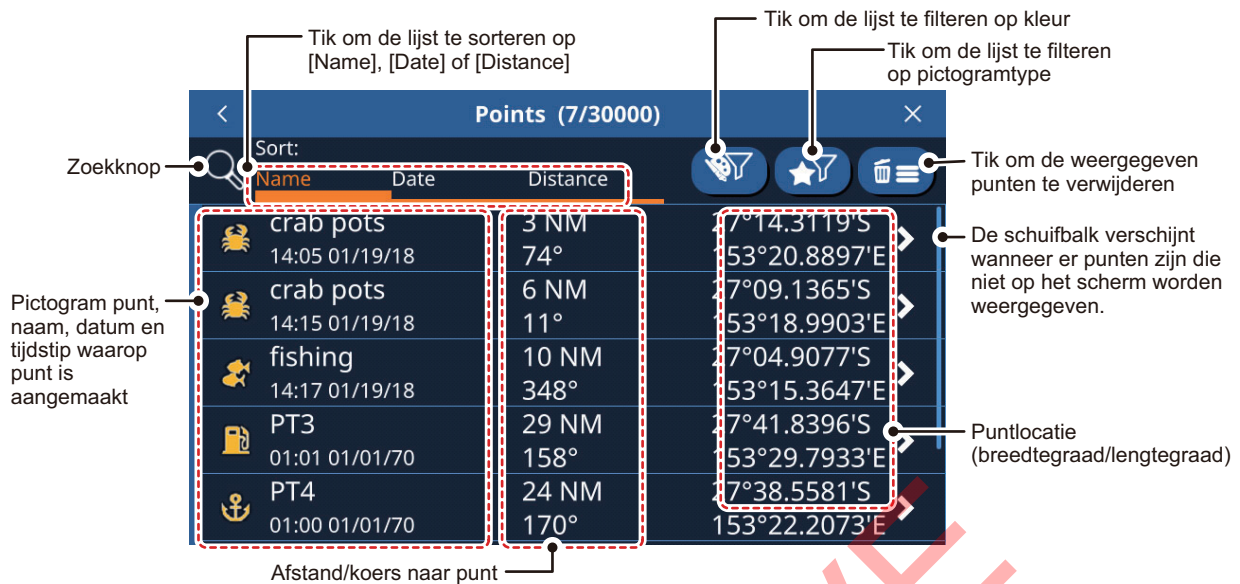 Tik om de lijst te filteren op kleur
Tik om de lijst te sorteren op
[Name], [Date] of [Distance]
Tik om de lijst te filteren
op pictogramtype
Points (7/30000)
Zoekknop
Sort:
Name Date Distance
Tik om de weergegeven
punten te verwijderen
crab pots 3 NM 27°14.3119'S
14:05 01/19/18 74° 153°20.8897'E
De schuifbalk verschijnt
wanneer er punten zijn die
niet op het scherm worden
weergegeven.
Pictogram punt,
naam, datum en
tijdstip waarop
punt is
aangemaakt
crab pots 6 NM 27°09.1365'S
14:15 01/19/18 11° 153°18.9903'E
fishing 10 NM 27°04.9077'S
14:17 01/19/18 348° 153°15.3647'E
PT3 29 NM 27°41.8396'S
01:01 01/01/70 158° 153°29.7933'E
Puntlocatie
(breedtegraad/lengtegraad)
PT4 24 NM 27°38.5581'S
01:00 01/01/70 170° 153°22.2073'E
Afstand/koers naar punt